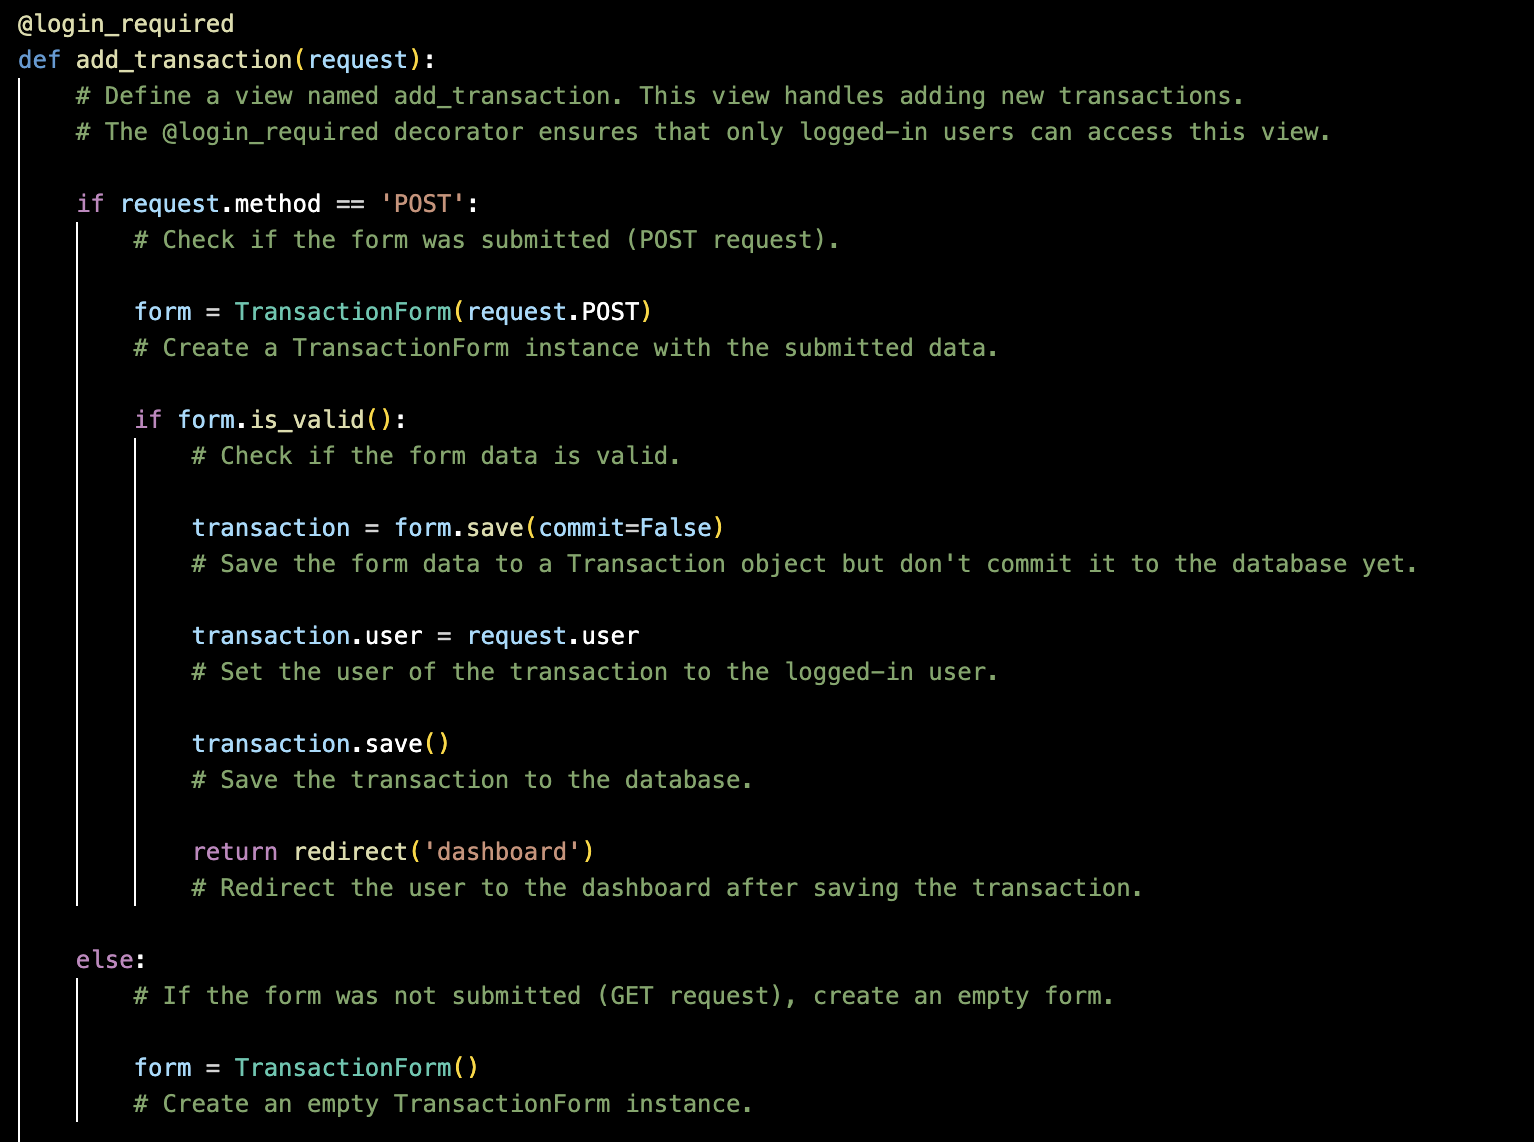 @login_required
def add_transaction(request):
# Define a view named add_transaction. This view handles adding new transactions.
# The @login_required decorator ensures that only logged-in users can access this view.
if request.method == 'POST':
# Check if the form was submitted (POST request).
form = TransactionForm(request.POST)
# Create a TransactionForm instance with the submitted data.
if form.is_valid():
# Check if the form data is valid.
transaction = form.save(commit=False)
# Save the form data to a Transaction object but don't commit it to the database yet.
transaction.user = request.user
# Set the user of the transaction to the logged-in user.
transaction.save()
# Save the transaction to the database.
return redirect('dashboard')
# Redirect the user to the dashboard after saving the transaction.
else:
# If the form was not submitted (GET request), create an empty form.
form = TransactionForm()
# Create an empty TransactionForm instance.